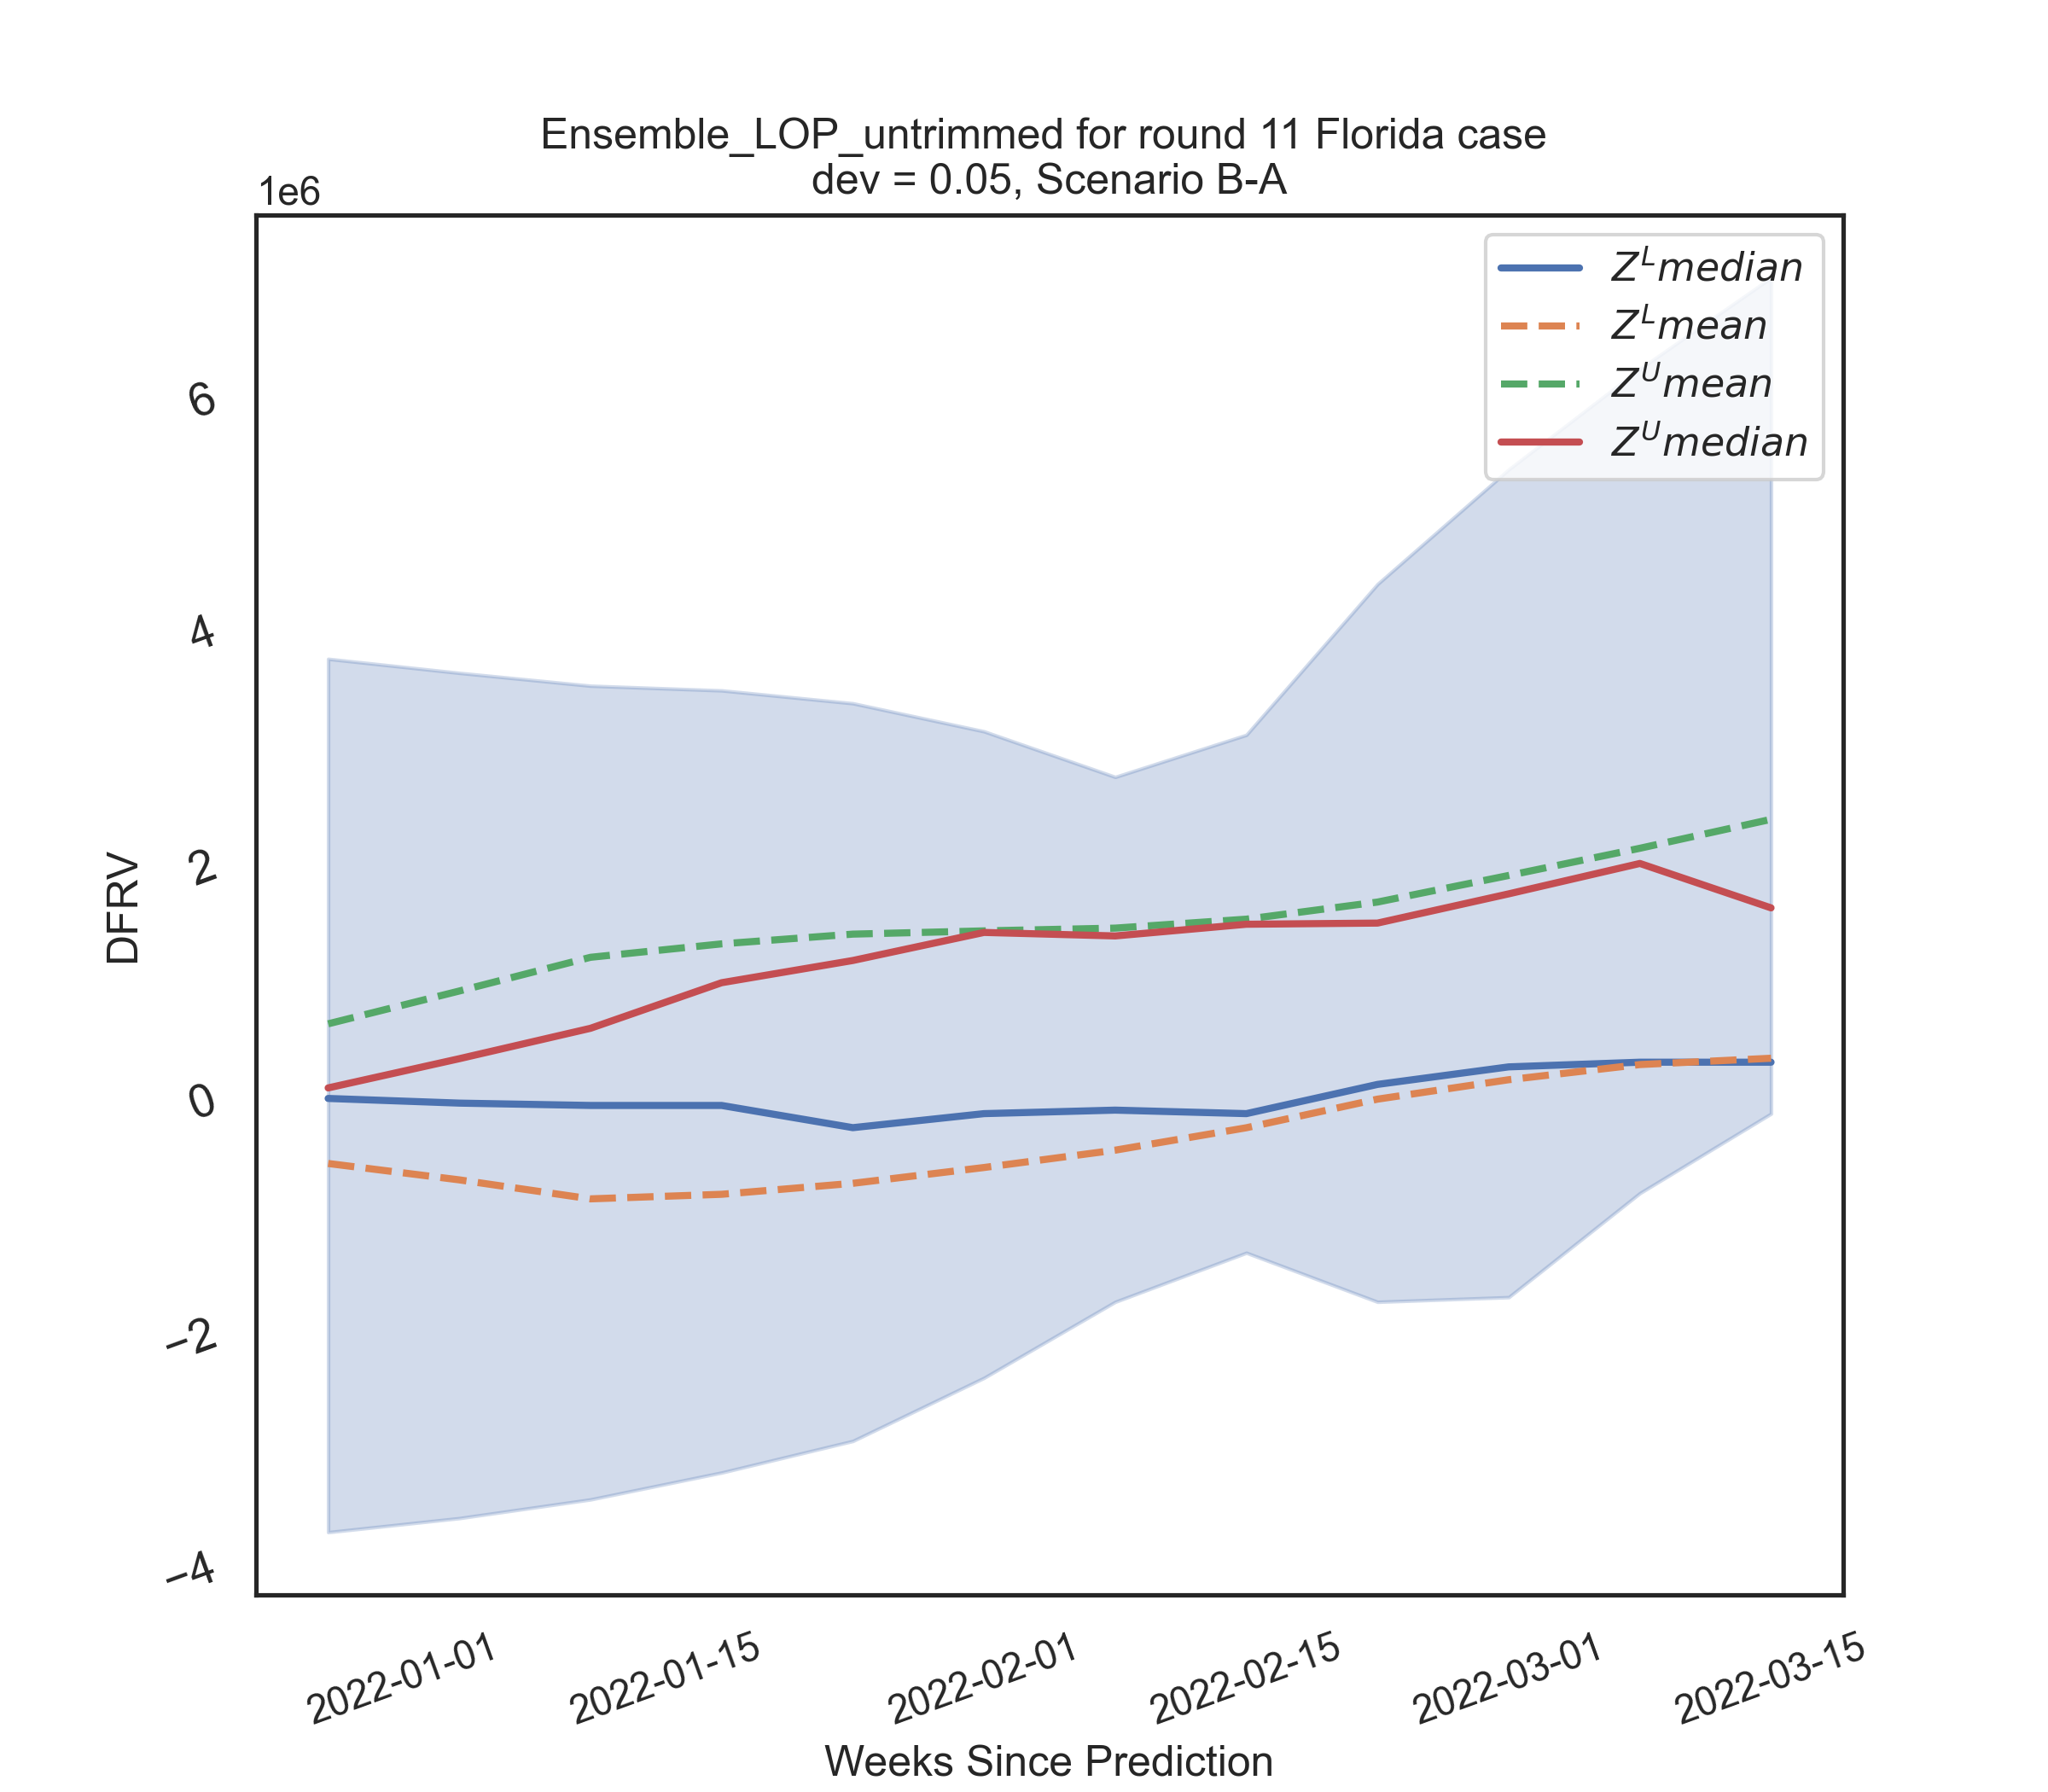 Ensemble_LOP_untrimmed for round 11 Florida case
dev = 0.05, Scenario B-A
1e6
Z^L median
Z^L mean
Z^U mean
Z^U median
6
4
2
0
−2
−4
DFRV
2022-01-01
2022-01-15
2022-02-01
2022-02-15
2022-03-01
2022-03-15
Weeks Since Prediction